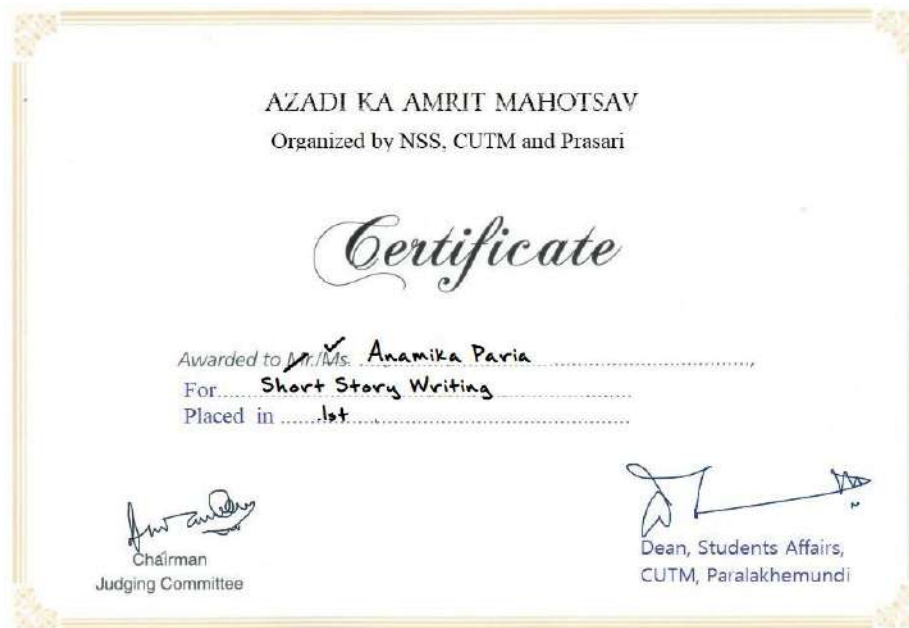 AZADI KA AMRIT MAHOTSAV
Organized by NSS, CUTM and Prasari
Certificate
Awarded to Mr./Ms. Anamika Paria
For Short Story Writing
Placed in 1st
Chairman
Judging Committee
Dean, Students Affairs,
CUTM, Paralakhemundi